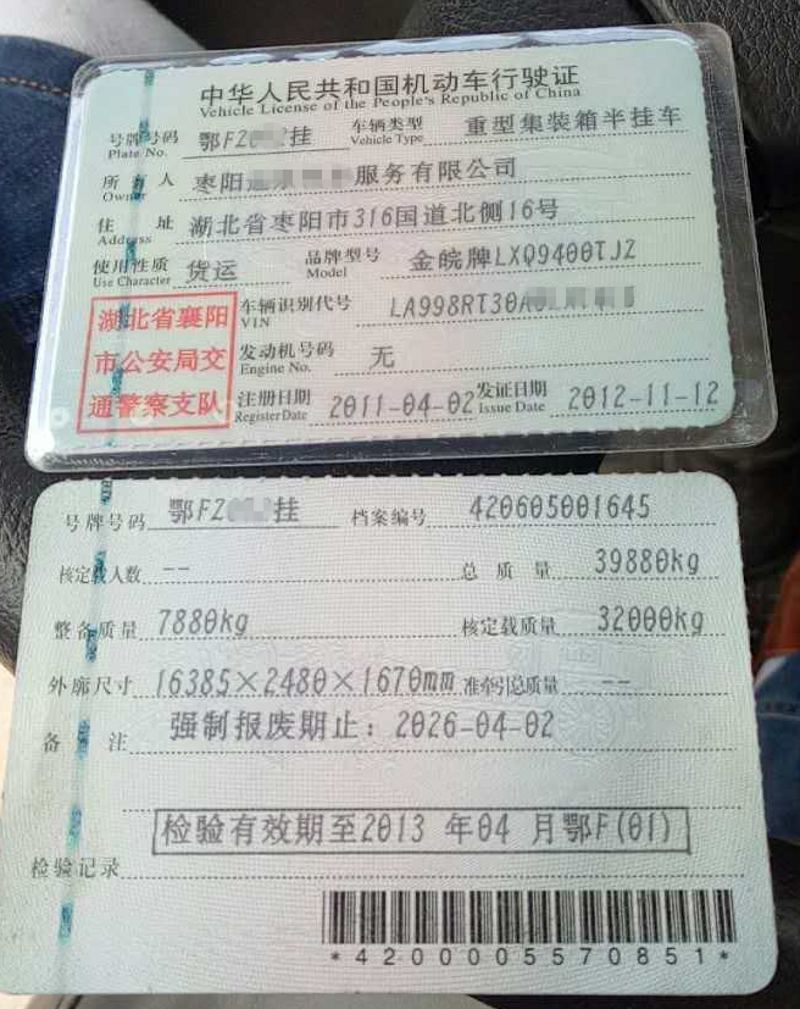 中华人民共和国机动车行驶证
Vehicle License of the People's Republic of China
号牌号码 鄂FZ 挂 车辆类型 重型集装箱半挂车
Plate No. Vehicle Type
所有人 枣阳 服务有限公司
Owner
住址 湖北省枣阳市316国道北侧16号
Address
使用性质 货运 品牌型号 金皖牌LXQ9400TJZ
Use Character Model
湖北省襄阳
市公安局交
通警察支队
车辆识别代号 LA998RT30A
VIN
发动机号码 无
Engine No.
注册日期 2011-04-02 发证日期 2012-11-12
Register Date Issue Date
号牌号码 鄂FZ 挂 档案编号 420605001645
核定载人数 -- 总质量 39880kg
整备质量 7880kg 核定载质量 32000kg
外廓尺寸 16385×2480×1670mm 准牵引总质量 --
备注 强制报废期止：2026-04-02
检验有效期至2013 年04 月鄂F(01)
检验记录
*4200005570851*